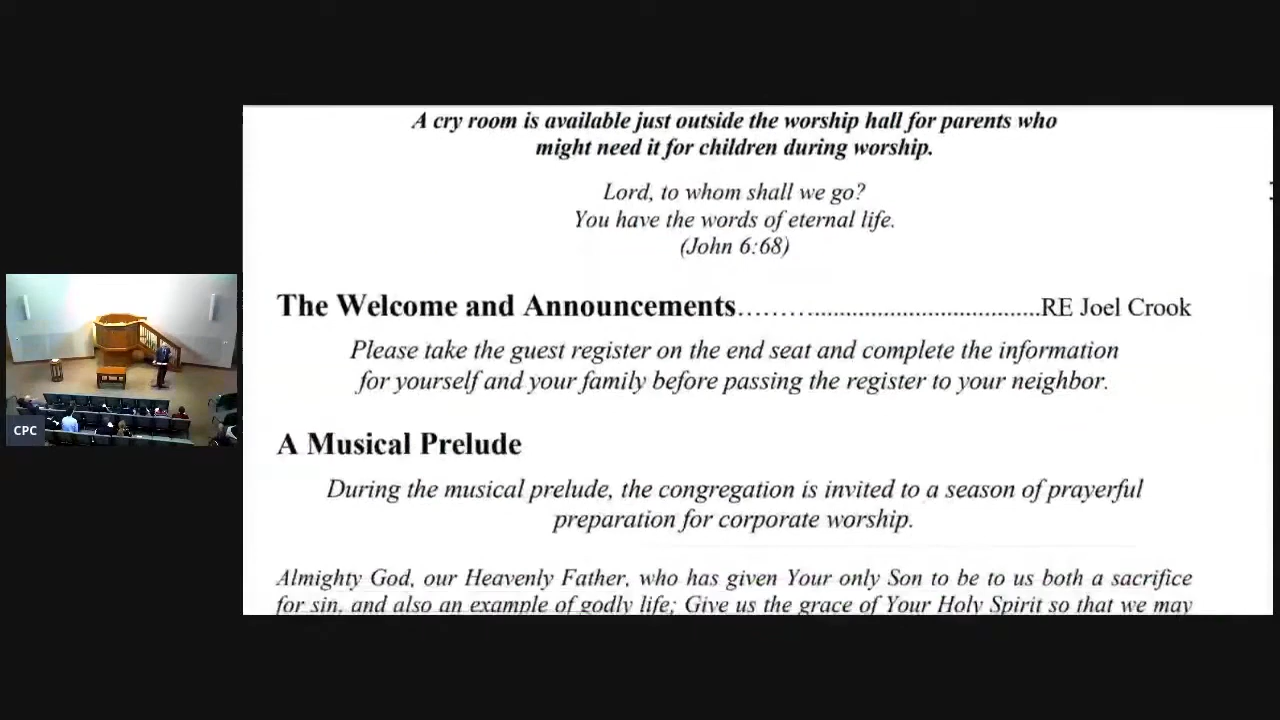 A cry room is available just outside the worship hall for parents who
might need it for children during worship.
Lord, to whom shall we go?
You have the words of eternal life.
(John 6:68)
The Welcome and Announcements............................................RE Joel Crook
Please take the guest register on the end seat and complete the information
for yourself and your family before passing the register to your neighbor.
A Musical Prelude
During the musical prelude, the congregation is invited to a season of prayerful
preparation for corporate worship.
Almighty God, our Heavenly Father, who has given Your only Son to be to us both a sacrifice
for sin, and also an example of godly life; Give us the grace of Your Holy Spirit so that we may
CPC